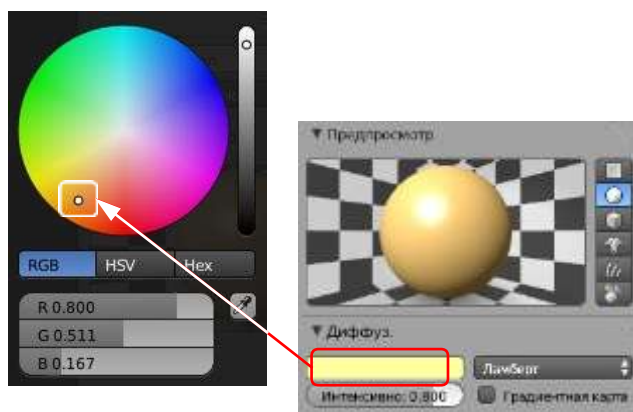 RGB HSV Hex
R 0.800
G 0.511
B 0.167
▼ Предпросмотр
▼ Диффуз.
Ламберт
Интенсивно: 0.800 Градиентная карта